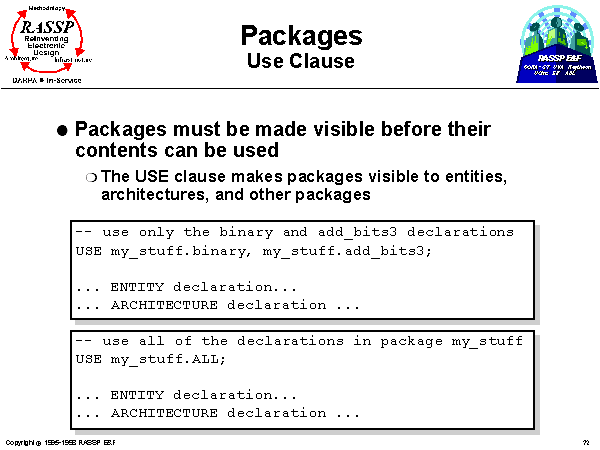 Methodology
RASSP
Reinventing
Electronic
Design
Architecture
Infrastructure
DARPA • Tri-Service
Packages
Use Clause
RASSP E&F
SCRA • GT • UVA • Raytheon
UCinc • EIT • ADL
Packages must be made visible before their
contents can be used
The USE clause makes packages visible to entities,
architectures, and other packages
-- use only the binary and add_bits3 declarations
USE my_stuff.binary, my_stuff.add_bits3;
... ENTITY declaration...
... ARCHITECTURE declaration ...
-- use all of the declarations in package my_stuff
USE my_stuff.ALL;
... ENTITY declaration...
... ARCHITECTURE declaration ...
Copyright © 1995-1998 RASSP E&F
72